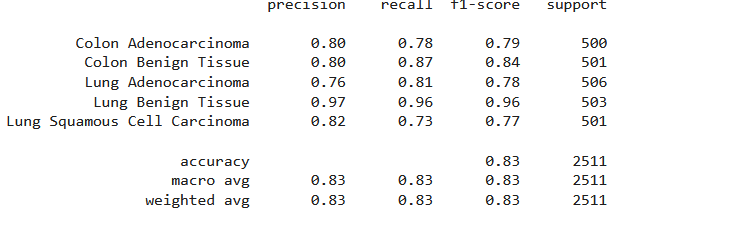 precision recall f1-score support
Colon Adenocarcinoma 0.80 0.78 0.79 500
Colon Benign Tissue 0.80 0.87 0.84 501
Lung Adenocarcinoma 0.76 0.81 0.78 506
Lung Benign Tissue 0.97 0.96 0.96 503
Lung Squamous Cell Carcinoma 0.82 0.73 0.77 501
accuracy 0.83 2511
macro avg 0.83 0.83 0.83 2511
weighted avg 0.83 0.83 0.83 2511